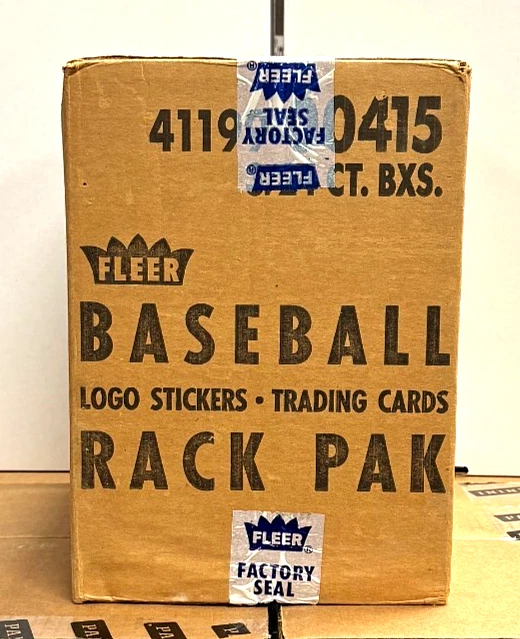 FLEER
FACTORY
SEAL
FLEER
4119
0415
CT. BXS.
FLEER
BASEBALL
LOGO STICKERS • TRADING CARDS
RACK PAK
FLEER
FACTORY
SEAL